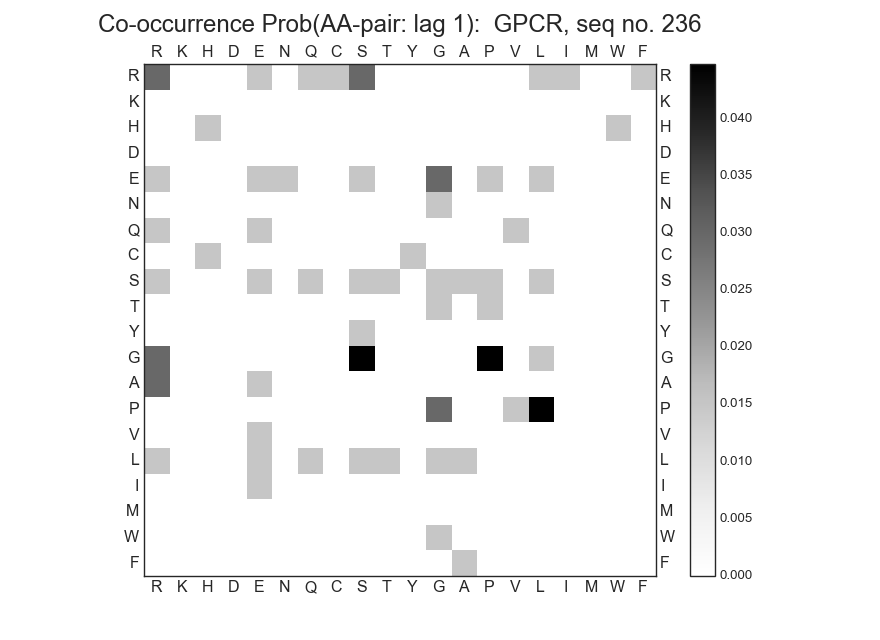 Co-occurrence Prob(AA-pair: lag 1):  GPCR, seq no. 236
R K H D E N Q C S T Y G A P V L I M W F
R R
K K
H H
D D
E E
N N
Q Q
C C
S S
T T
Y Y
G G
A A
P P
V V
L L
I I
M M
W W
F F
R K H D E N Q C S T Y G A P V L I M W F
0.040
0.035
0.030
0.025
0.020
0.015
0.010
0.005
0.000